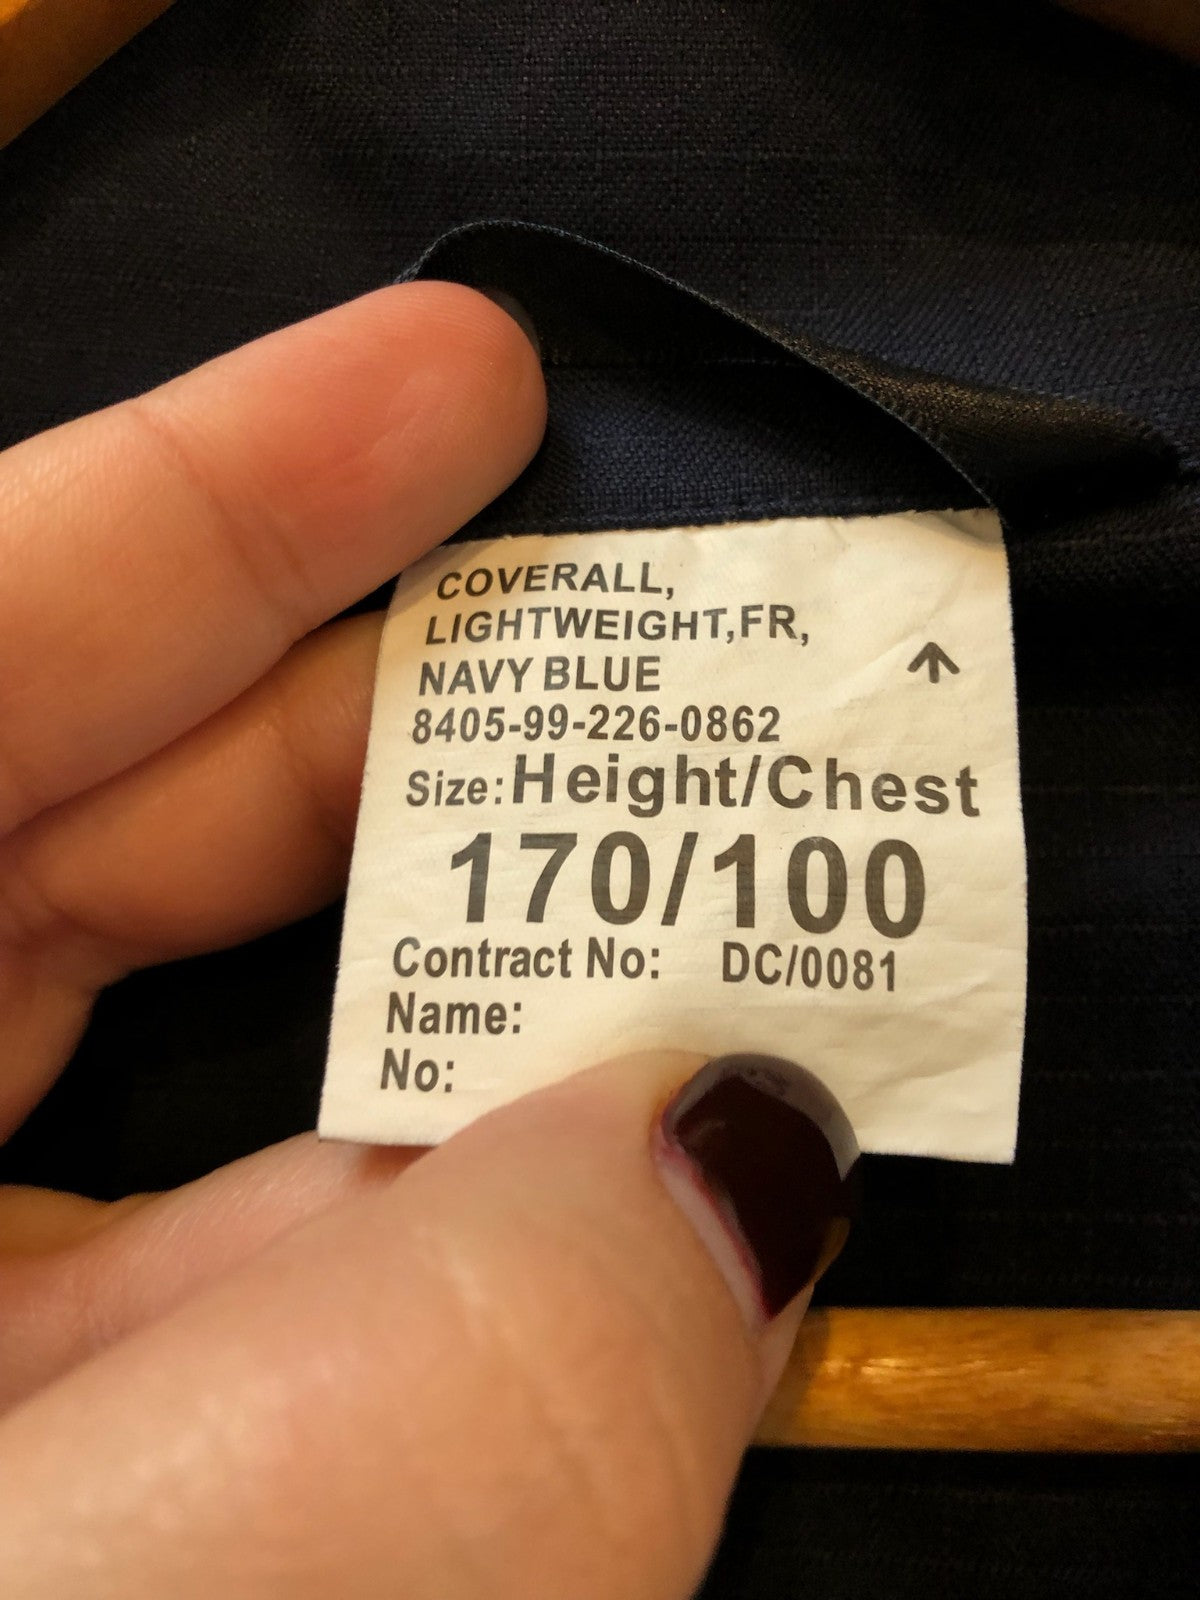 COVERALL,
LIGHTWEIGHT,FR,
NAVY BLUE
8405-99-226-0862
Size:Height/Chest
170/100
Contract No: DC/0081
Name:
No: